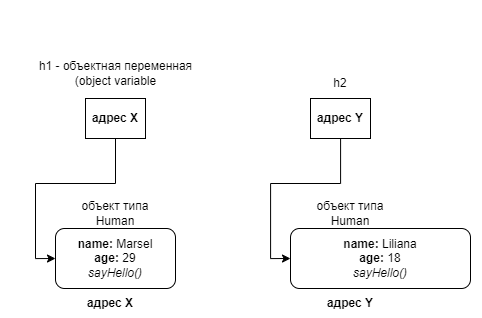 h1 - объектная переменная
(object variable
адрес X
объект типа
Human
name: Marsel
age: 29
sayHello()
адрес X
h2
адрес Y
объект типа
Human
name: Liliana
age: 18
sayHello()
адрес Y